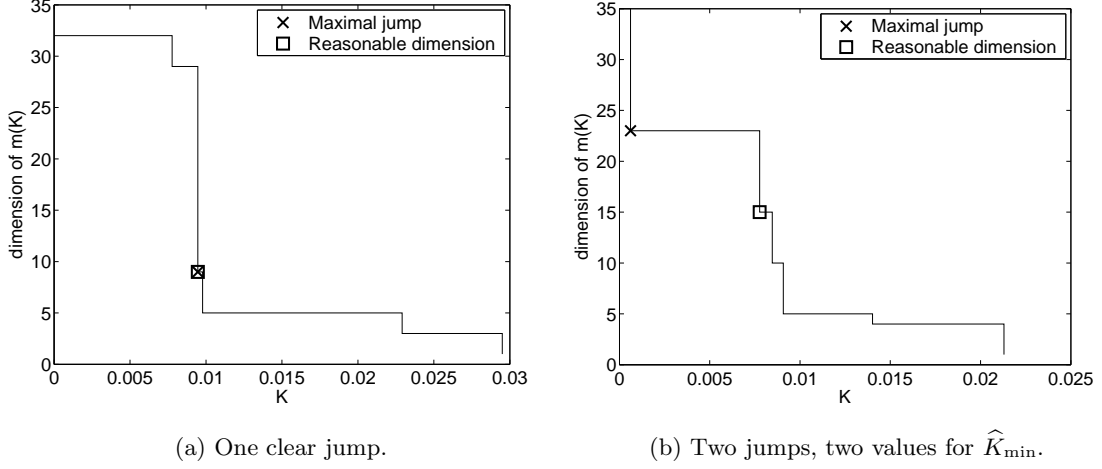 35
30
25
20
15
10
5
0
dimension of m(K)
Maximal jump
Reasonable dimension
0 0.005 0.01 0.015 0.02 0.025 0.03
K
(a) One clear jump.
35
30
25
20
15
10
5
0
dimension of m(K)
Maximal jump
Reasonable dimension
0 0.005 0.01 0.015 0.02 0.025
K
(b) Two jumps, two values for K̂min.